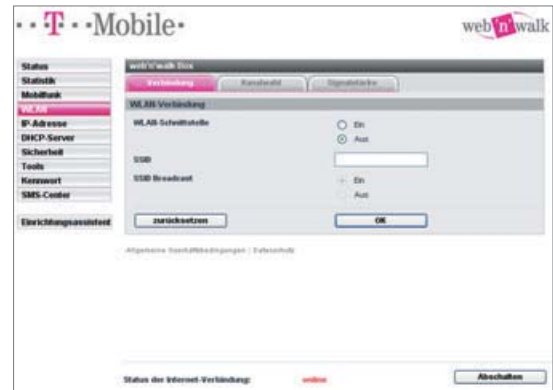 ··T··Mobile·
web'n'walk
Status
Statistik
Mobilfunk
WLAN
IP-Adresse
DHCP-Server
Sicherheit
Tools
Kennwort
SMS-Center
Einrichtungsassistent
web'n'walk Box
Verbindung Kanalwahl Signalstärke
WLAN-Verbindung
WLAN-Schnittstelle Ein
Aus
SSID
SSID Broadcast Ein
Aus
zurücksetzen OK
Allgemeine Geschäftsbedingungen | Datenschutz
Status der Internet-Verbindung: online Abschalten